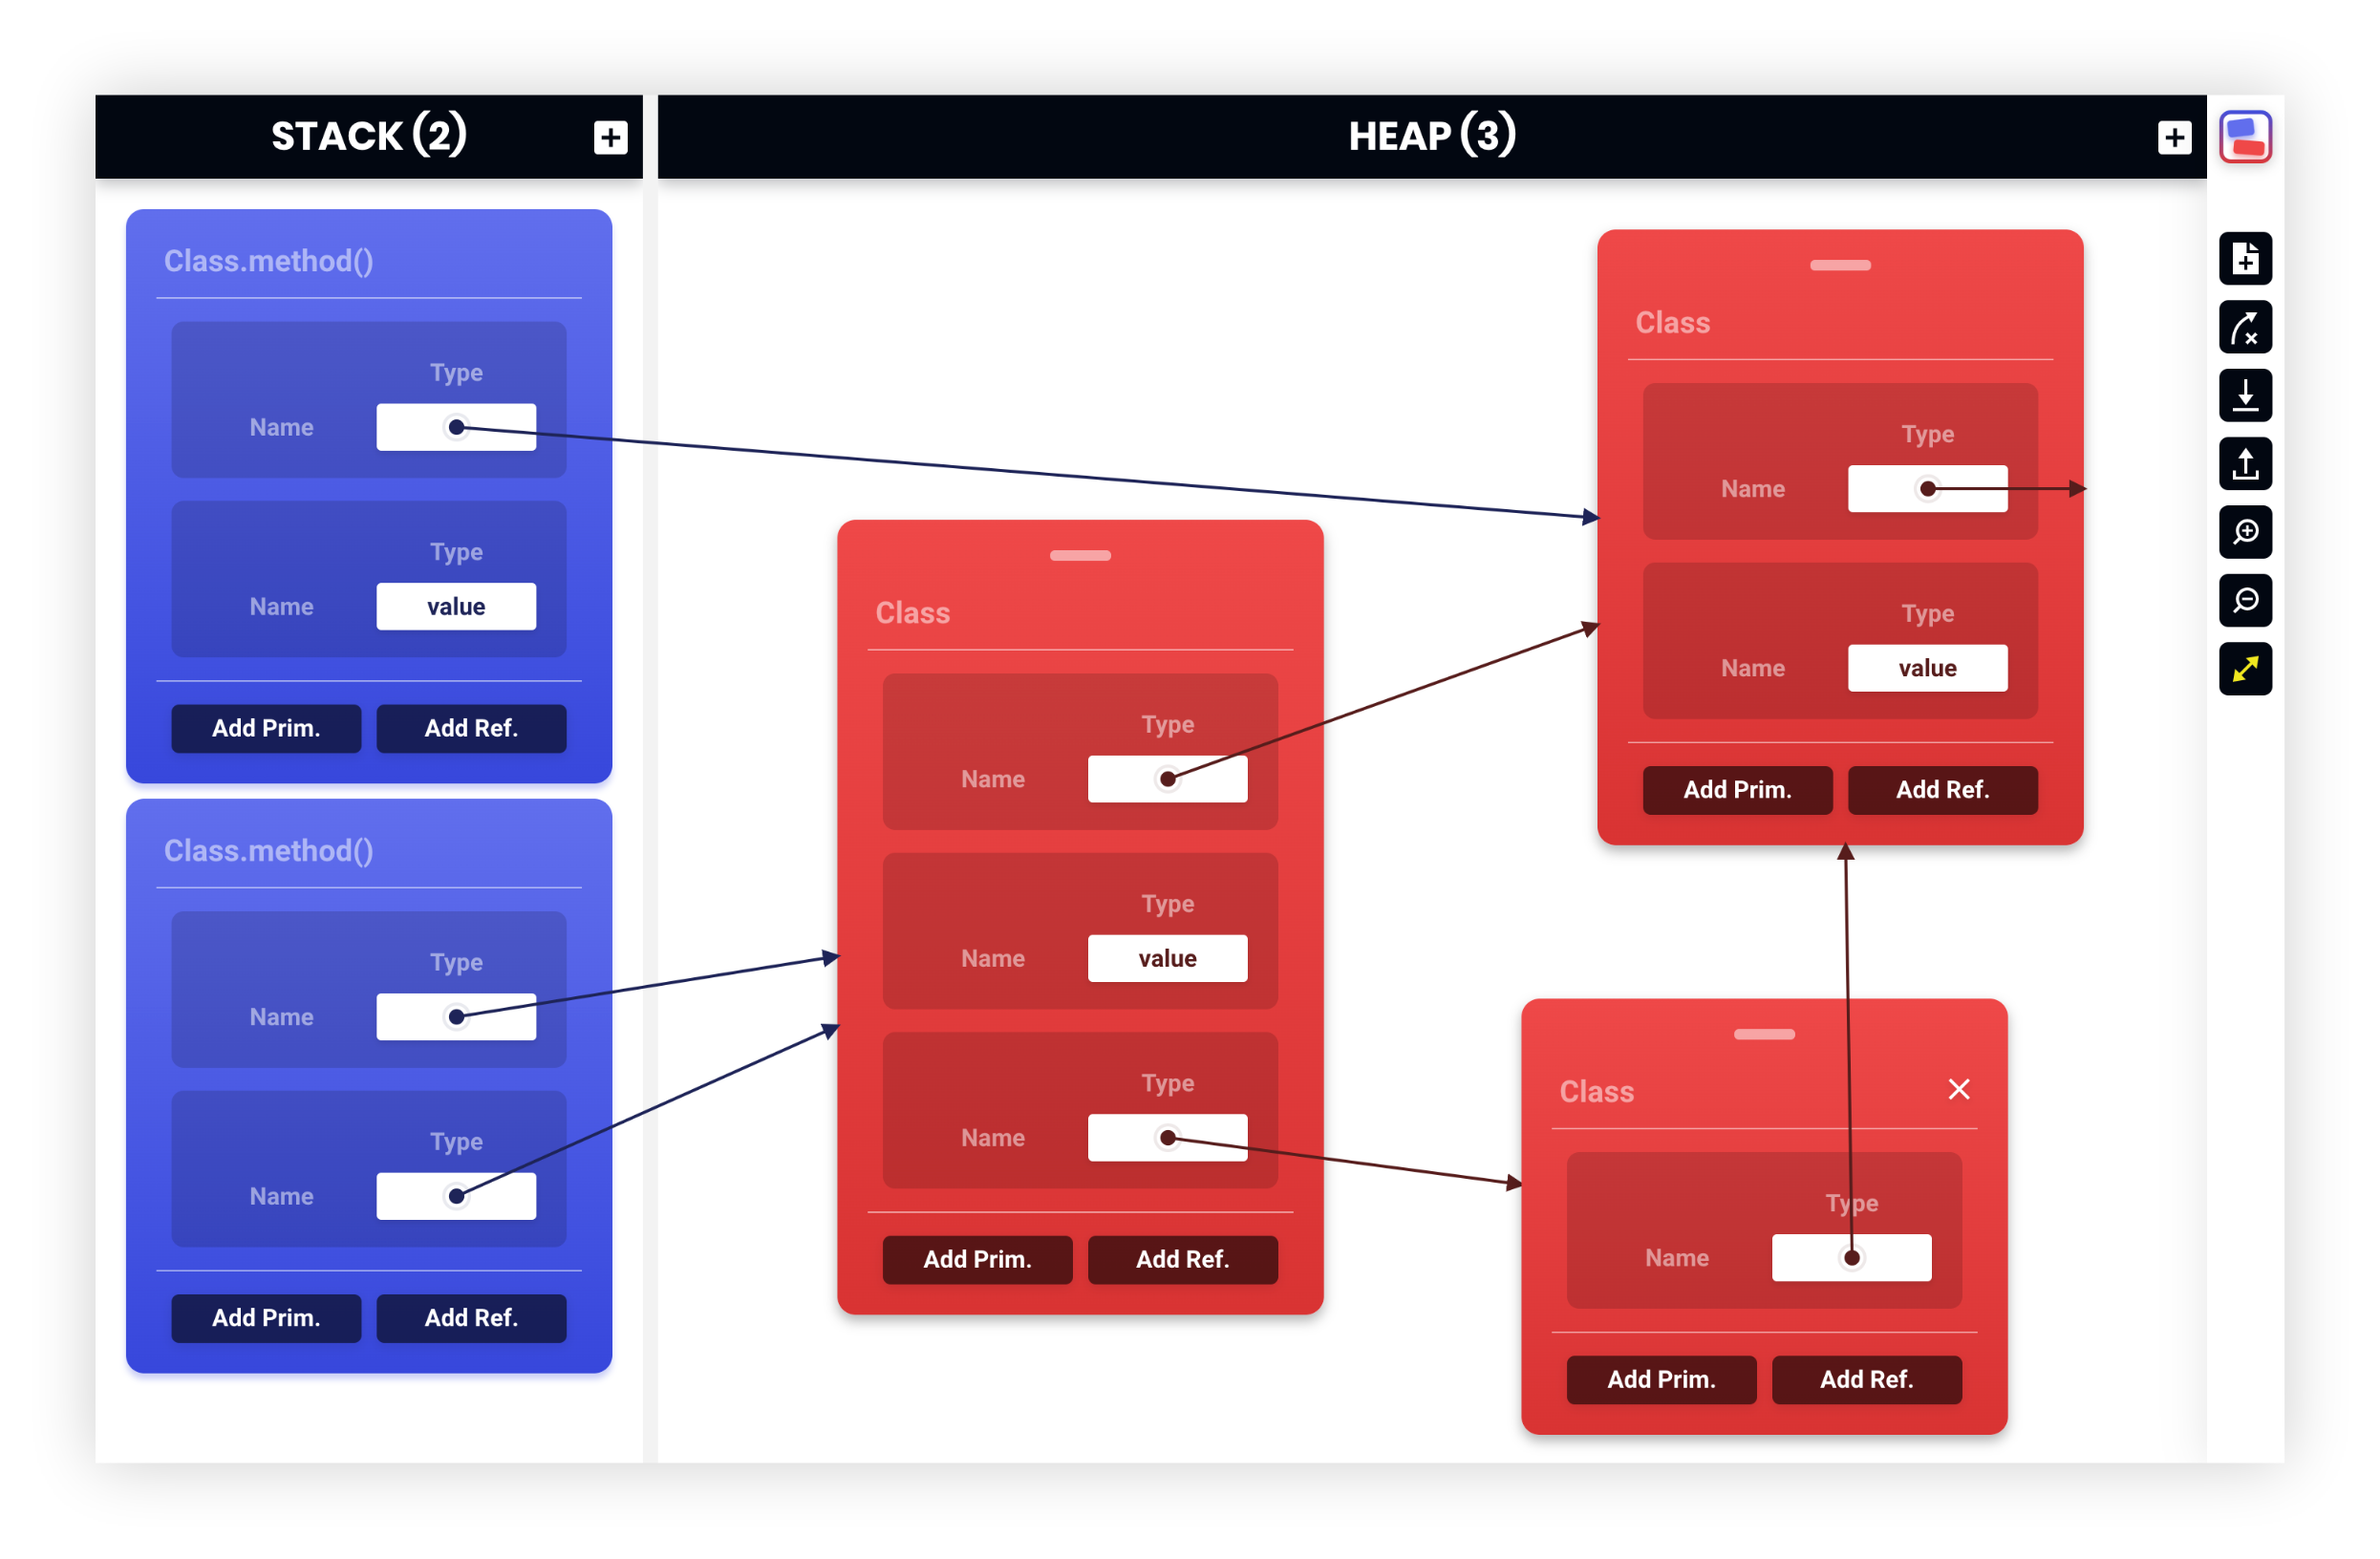 STACK (2)
HEAP (3)
Class.method()
Type
Name
Type
Name value
Add Prim. Add Ref.
Class.method()
Type
Name
Type
Name
Add Prim. Add Ref.
Class
Type
Name
Type
Name value
Type
Name
Add Prim. Add Ref.
Class
Type
Name
Type
Name value
Add Prim. Add Ref.
Class
Type
Name
Add Prim. Add Ref.